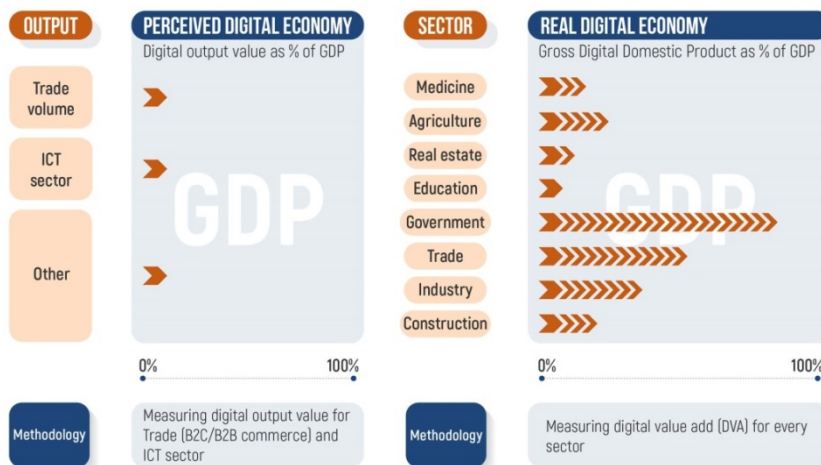 OUTPUT
PERCEIVED DIGITAL ECONOMY
Digital output value as % of GDP
Trade
volume
ICT
sector
Other
GDP
0%
100%
Methodology
Measuring digital output value for
Trade (B2C/B2B commerce) and
ICT sector
SECTOR
REAL DIGITAL ECONOMY
Gross Digital Domestic Product as % of GDP
Medicine
Agriculture
Real estate
Education
Government
Trade
Industry
Construction
GDP
0%
100%
Methodology
Measuring digital value add (DVA) for every
sector